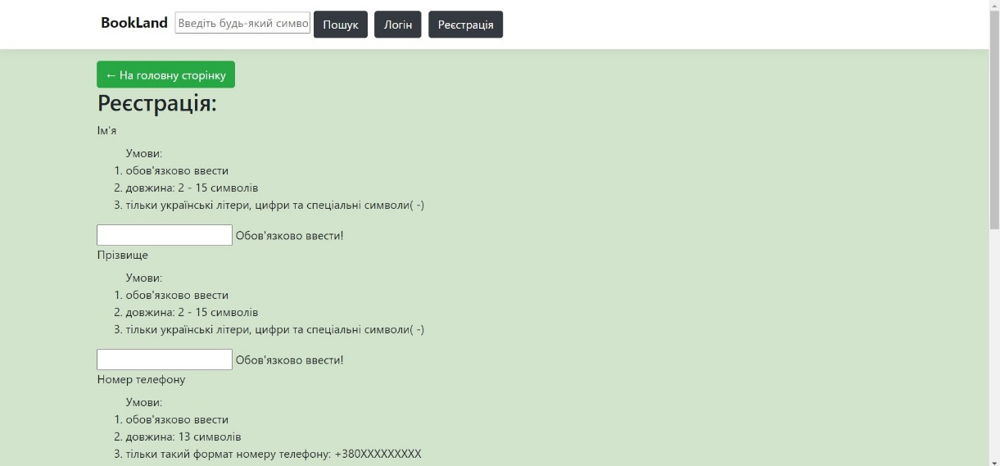 BookLand Введіть будь-який симво Пошук Логін Реєстрація
← На головну сторінку
Реєстрація:
Ім'я
Умови:
1. обов'язково ввести
2. довжина: 2 - 15 символів
3. тільки українські літери, цифри та спеціальні символи( -)
Обов'язково ввести!
Прізвище
Умови:
1. обов'язково ввести
2. довжина: 2 - 15 символів
3. тільки українські літери, цифри та спеціальні символи( -)
Обов'язково ввести!
Номер телефону
Умови:
1. обов'язково ввести
2. довжина: 13 символів
3. тільки такий формат номеру телефону: +380XXXXXXXXX